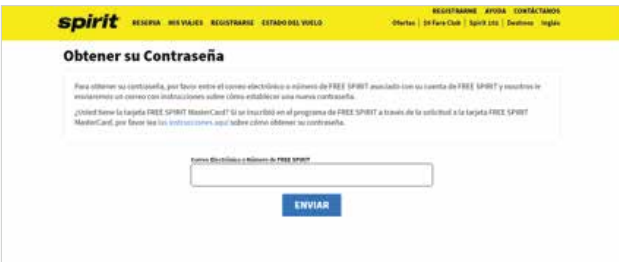 REGISTRARME AYUDA CONTÁCTANOS
spirit RESERVA MIS VIAJES REGISTRARSE ESTADO DEL VUELO
Ofertas | $9 Fare Club | Spirit 101 | Destinos Inglés
Obtener su Contraseña
Para obtener su contraseña, por favor entre el correo electrónico o número de FREE SPIRIT asociado con su cuenta de FREE SPIRIT y nosotros le
enviaremos un correo con instrucciones sobre cómo establecer una nueva contraseña.
¿Usted tiene la tarjeta FREE SPIRIT MasterCard? Si se inscribió en el programa de FREE SPIRIT a través de la solicitud a la tarjeta FREE SPIRIT
MasterCard, por favor lea las instrucciones aquí sobre cómo obtener su contraseña.
Correo Electrónico o Número de FREE SPIRIT
ENVIAR